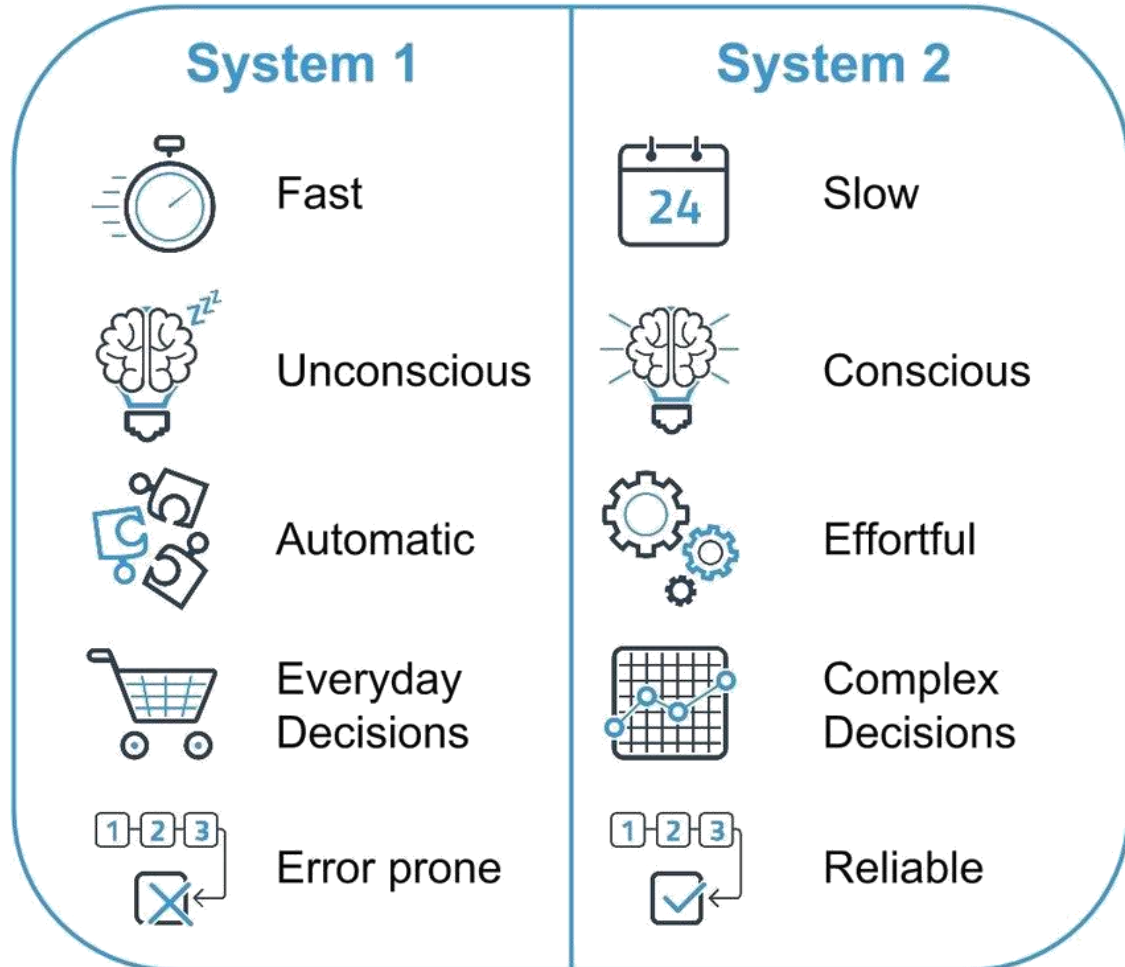 System 1
Fast
zzz
Unconscious
Automatic
Everyday
Decisions
1 2 3
Error prone
System 2
24
Slow
Conscious
Effortful
Complex
Decisions
1 2 3
Reliable